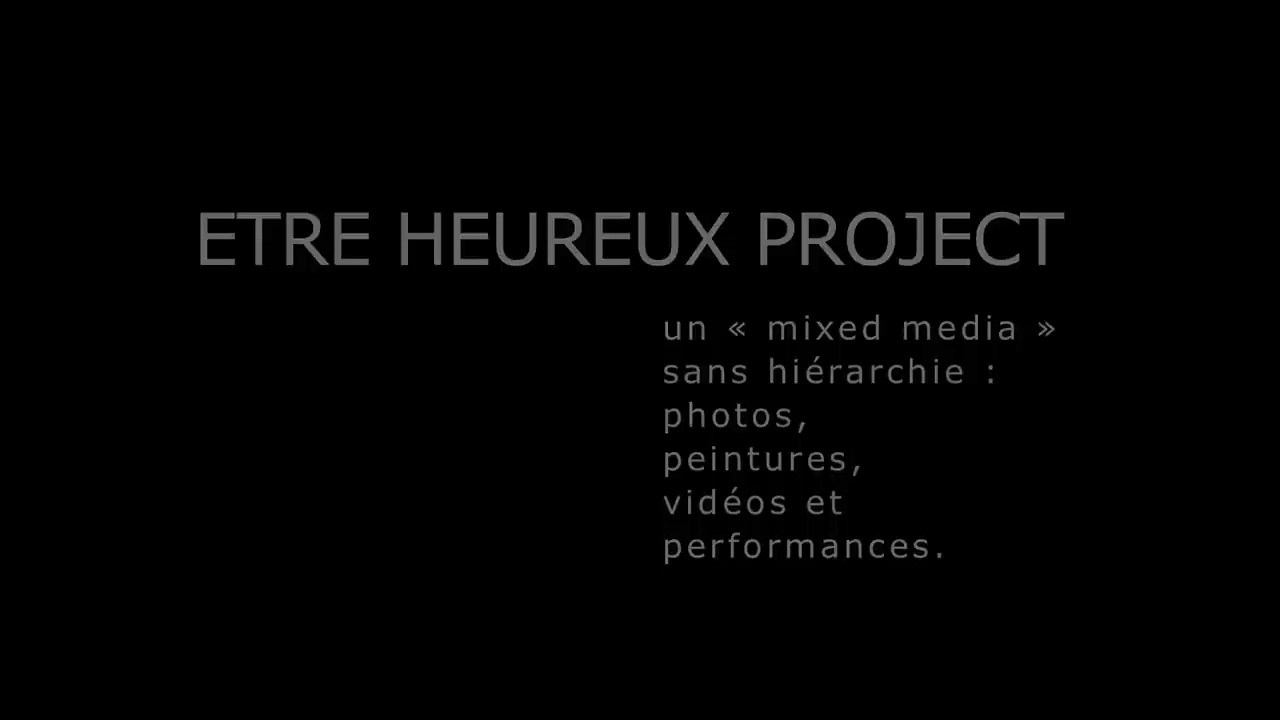 ETRE HEUREUX PROJECT
un « mixed media »
sans hiérarchie :
photos,
peintures,
vidéos et
performances.